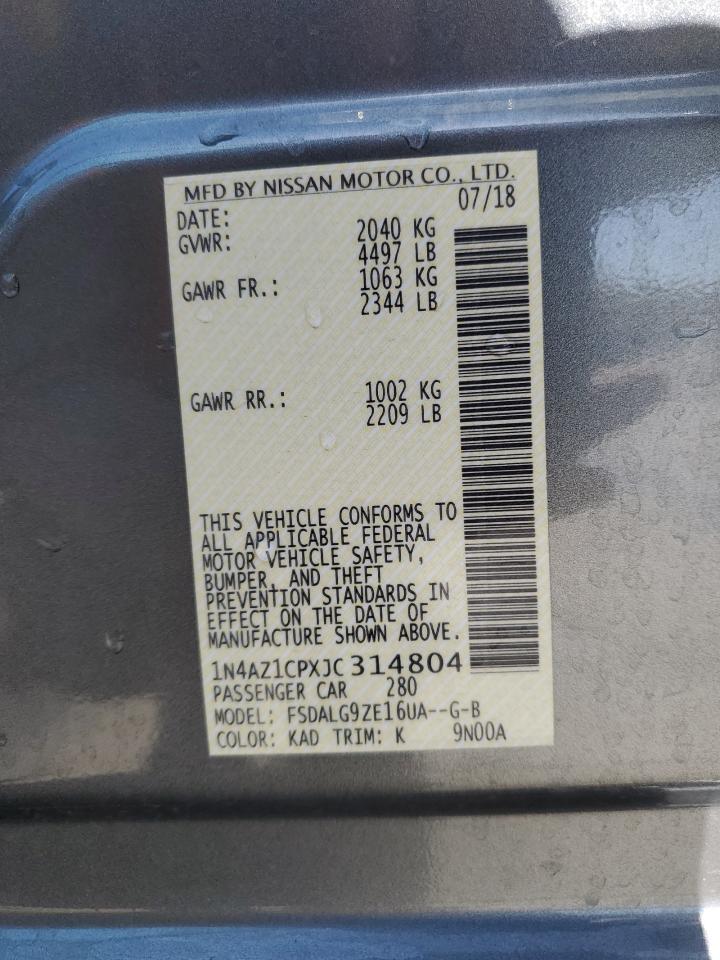 MFD BY NISSAN MOTOR CO., LTD.
DATE: 07/18
GVWR: 2040 KG
4497 LB
GAWR FR.: 1063 KG
2344 LB
GAWR RR.: 1002 KG
2209 LB
THIS VEHICLE CONFORMS TO
ALL APPLICABLE FEDERAL
MOTOR VEHICLE SAFETY,
BUMPER, AND THEFT
PREVENTION STANDARDS IN
EFFECT ON THE DATE OF
MANUFACTURE SHOWN ABOVE.
1N4AZ1CPXJC314804
PASSENGER CAR 280
MODEL: FSDALG9ZE16UA--G-B
COLOR: KAD TRIM: K 9N00A